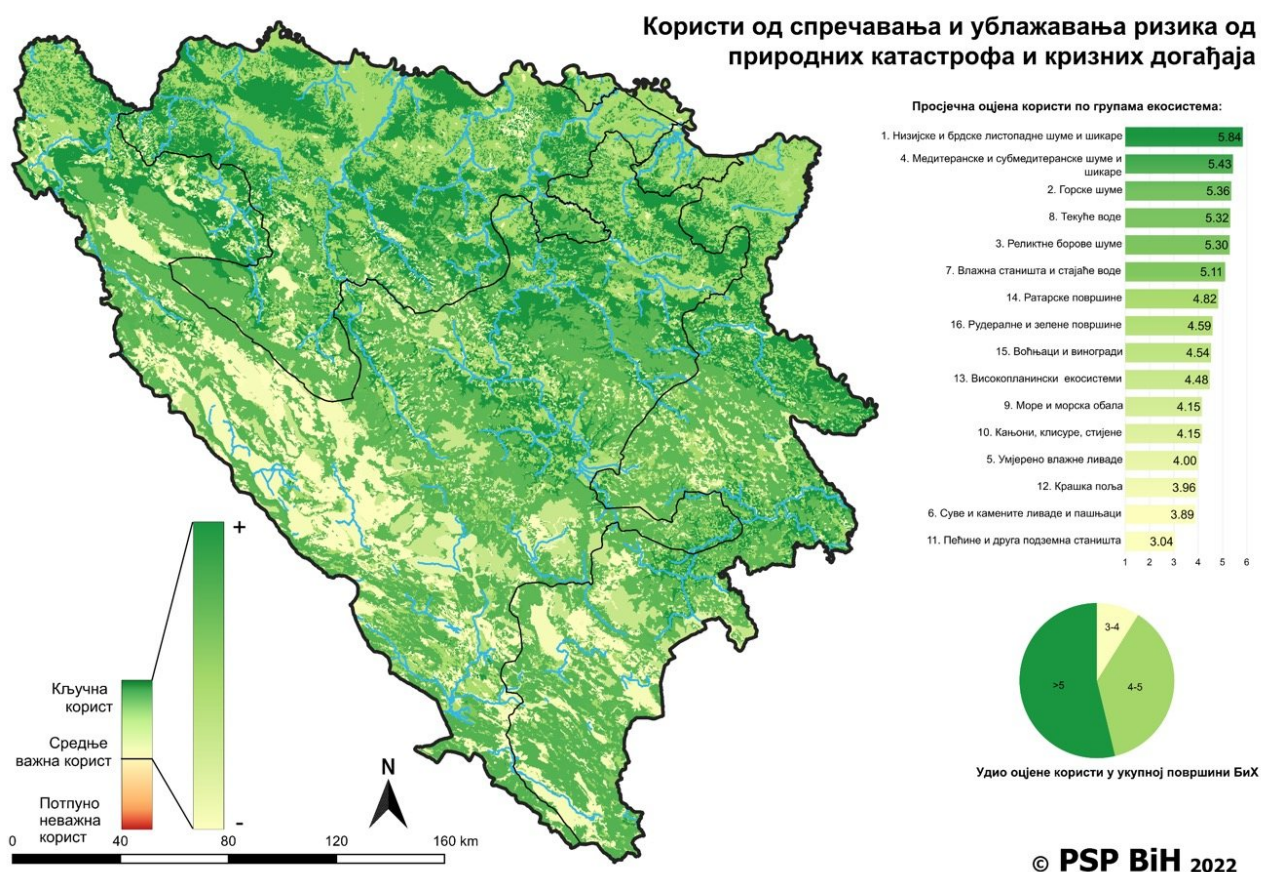 Користи од спречавања и ублажавања ризика од
природних катастрофа и кризних догађаја
Просјечна оцјена користи по групама екосистема:
1. Низијске и брдске листопадне шуме и шикаре 5.84
4. Медитеранске и субмедитеранске шуме и
шикаре 5.43
2. Горске шуме 5.36
8. Текуће воде 5.32
3. Реликтне борове шуме 5.30
7. Влажна станишта и стајаће воде 5.11
14. Ратарске површине 4.82
16. Рудералне и зелене површине 4.59
15. Воћњаци и виногради 4.54
13. Високопланински екосистеми 4.48
9. Море и морска обала 4.15
10. Кањони, клисуре, стијене 4.15
5. Умјерено влажне ливаде 4.00
12. Крашка поља 3.96
6. Суве и камените ливаде и пашњаци 3.89
11. Пећине и друга подземна станишта 3.04
1 2 3 4 5 6
3-4
4-5
>5
Удио оцјене користи у укупној површини БиХ
+
Кључна
корист
Средње
важна корист
Потпуно
неважна
корист
-
N
0 40 80 120 160 km
© PSP BiH 2022